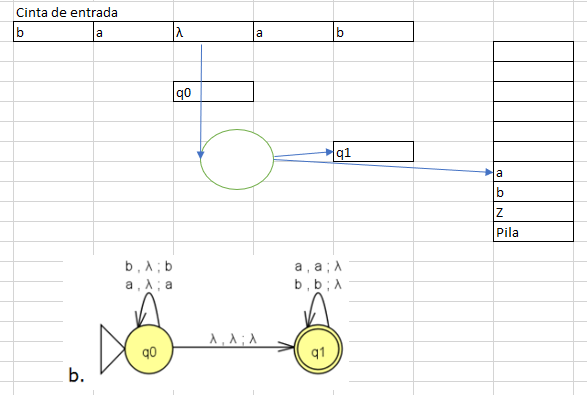 Cinta de entrada
b a λ a b
q0
q1
a
b
Z
Pila
b , λ ; b
a , λ ; a
a , a ; λ
b , b ; λ
λ , λ ; λ
q0
q1
b.